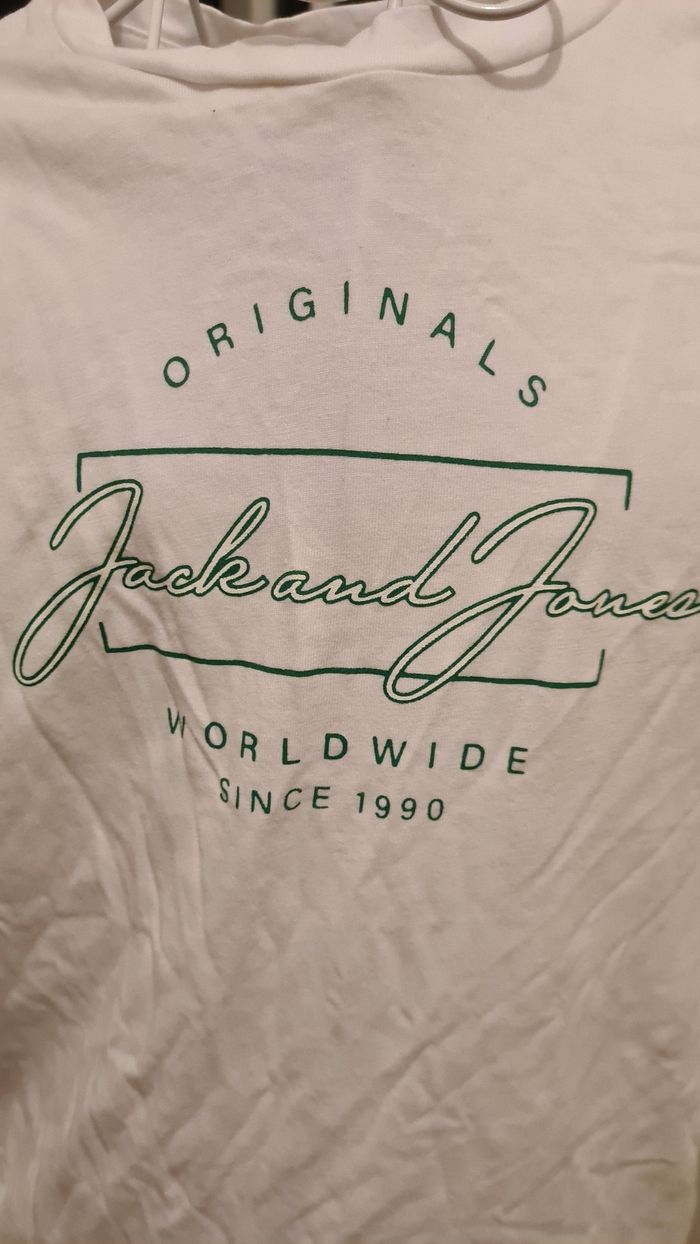 ORIGINALS
Jack and Jones
WORLDWIDE
SINCE 1990